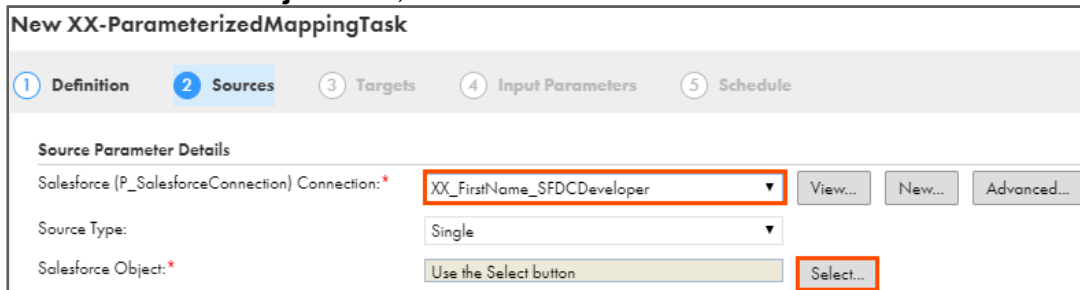 New XX-ParameterizedMappingTask
1 Definition 2 Sources 3 Targets 4 Input Parameters 5 Schedule
Source Parameter Details
Salesforce (P_SalesforceConnection) Connection:* XX_FirstName_SFDCDeveloper View... New... Advanced...
Source Type: Single
Salesforce Object:* Use the Select button Select...